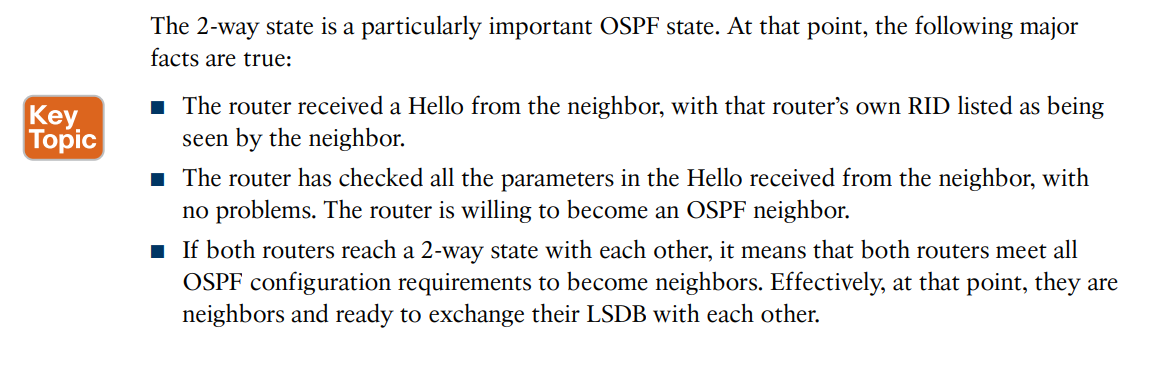 The 2-way state is a particularly important OSPF state. At that point, the following major
facts are true:
Key
Topic
■ The router received a Hello from the neighbor, with that router’s own RID listed as being
seen by the neighbor.
■ The router has checked all the parameters in the Hello received from the neighbor, with
no problems. The router is willing to become an OSPF neighbor.
■ If both routers reach a 2-way state with each other, it means that both routers meet all
OSPF configuration requirements to become neighbors. Effectively, at that point, they are
neighbors and ready to exchange their LSDB with each other.